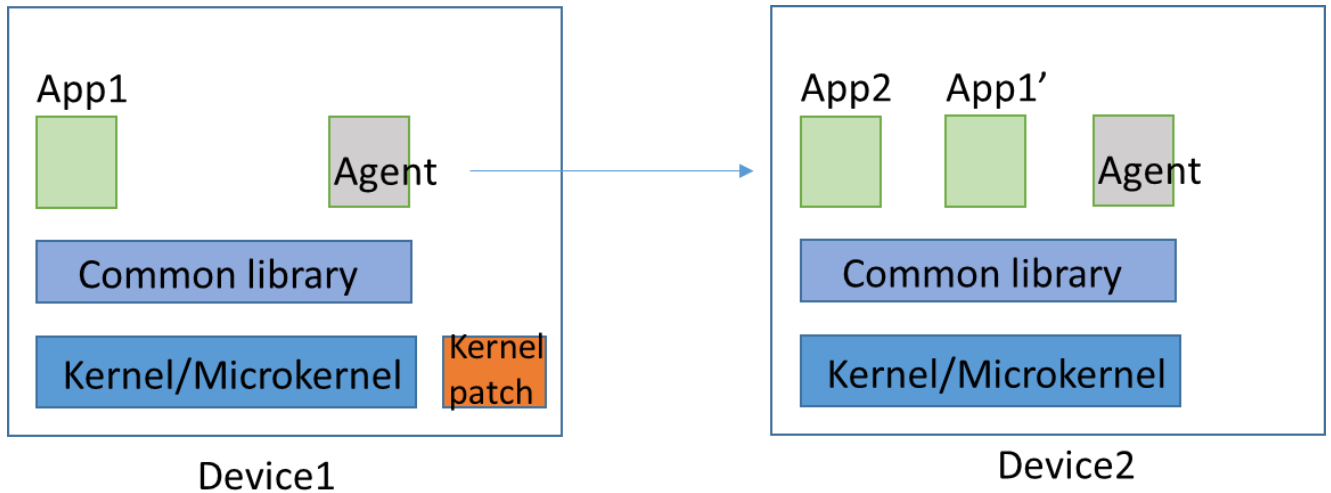 App1
Agent
Common library
Kernel/Microkernel
Kernel
patch
Device1
App2
App1’
Agent
Common library
Kernel/Microkernel
Device2